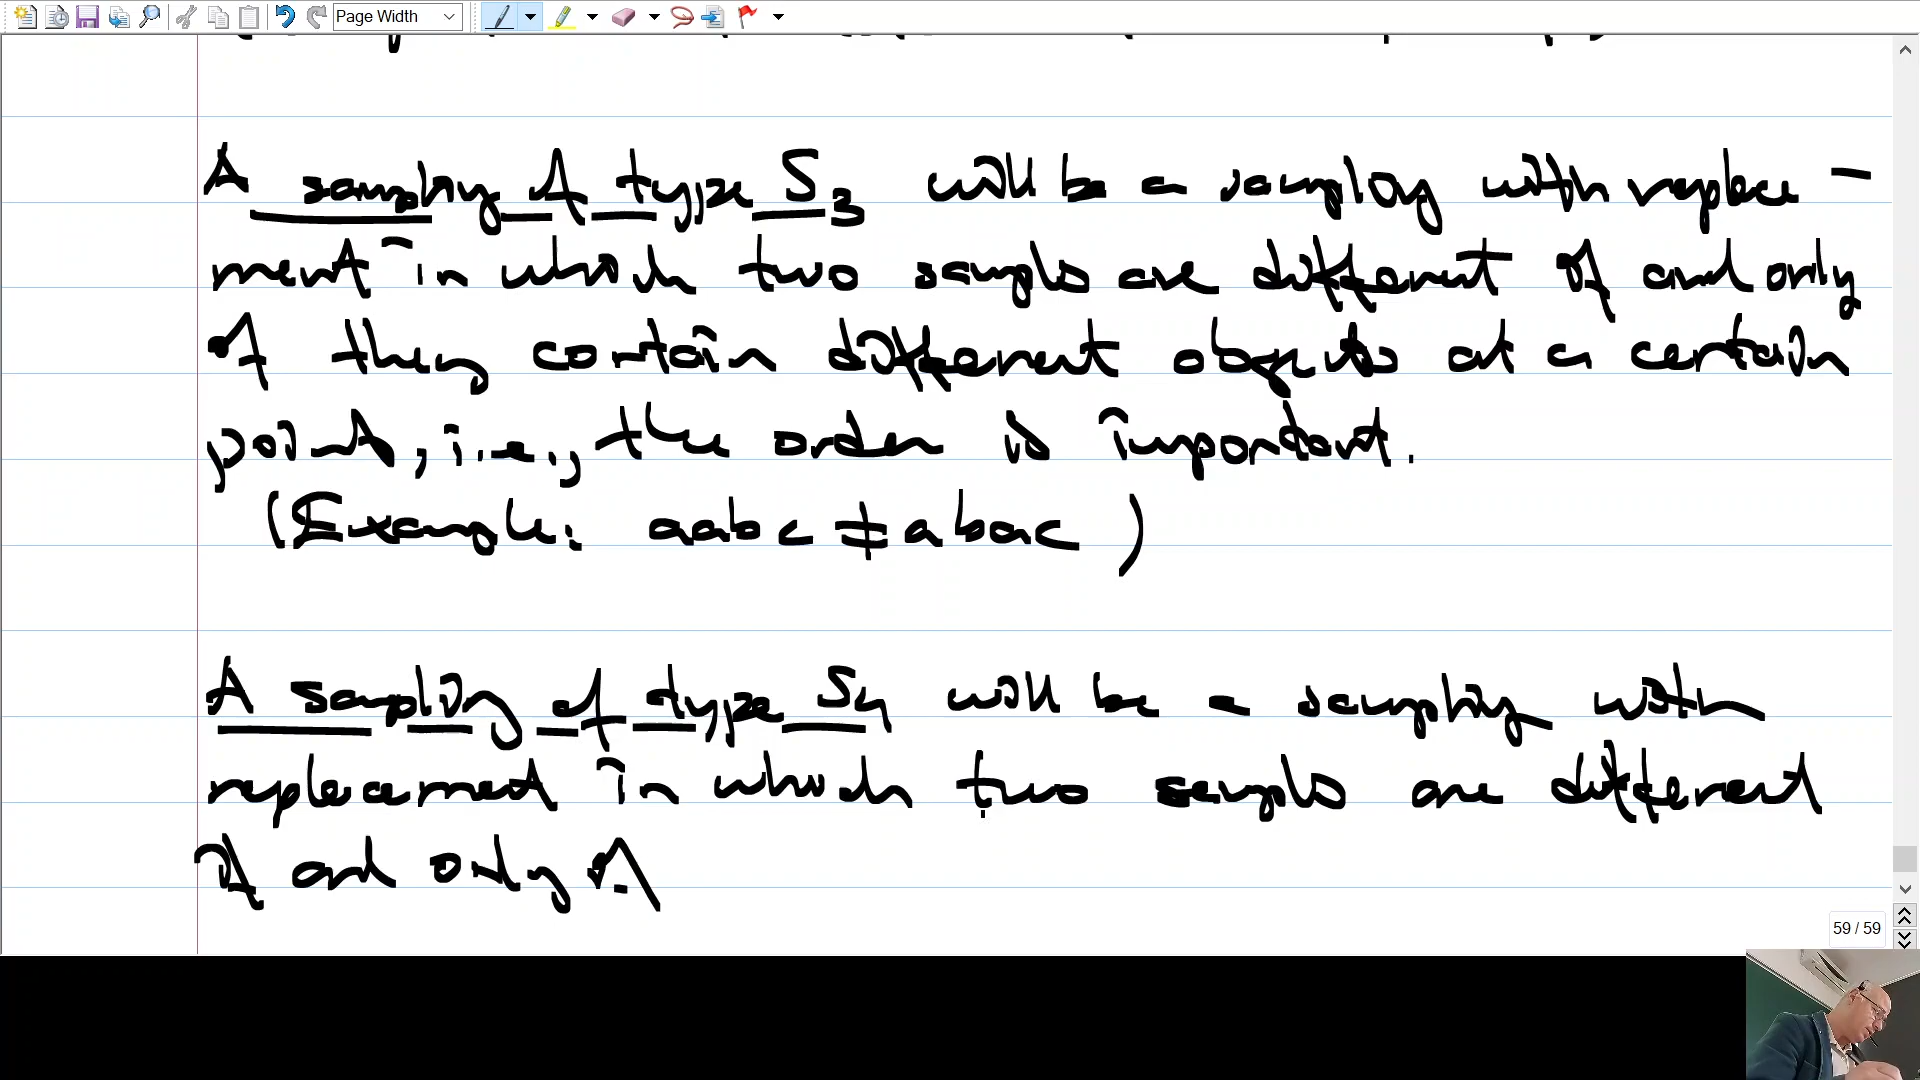 Page Width
A sampling of type S3 will be a sampling with replace-
ment in which two samples are different if and only
if they contain different objects at a certain
point, i.e., the order is important.
(Example: aabc ≠ abac)
A sampling of type S4 will be a sampling with
replacement in which two samples are different
if and only if
59 / 59